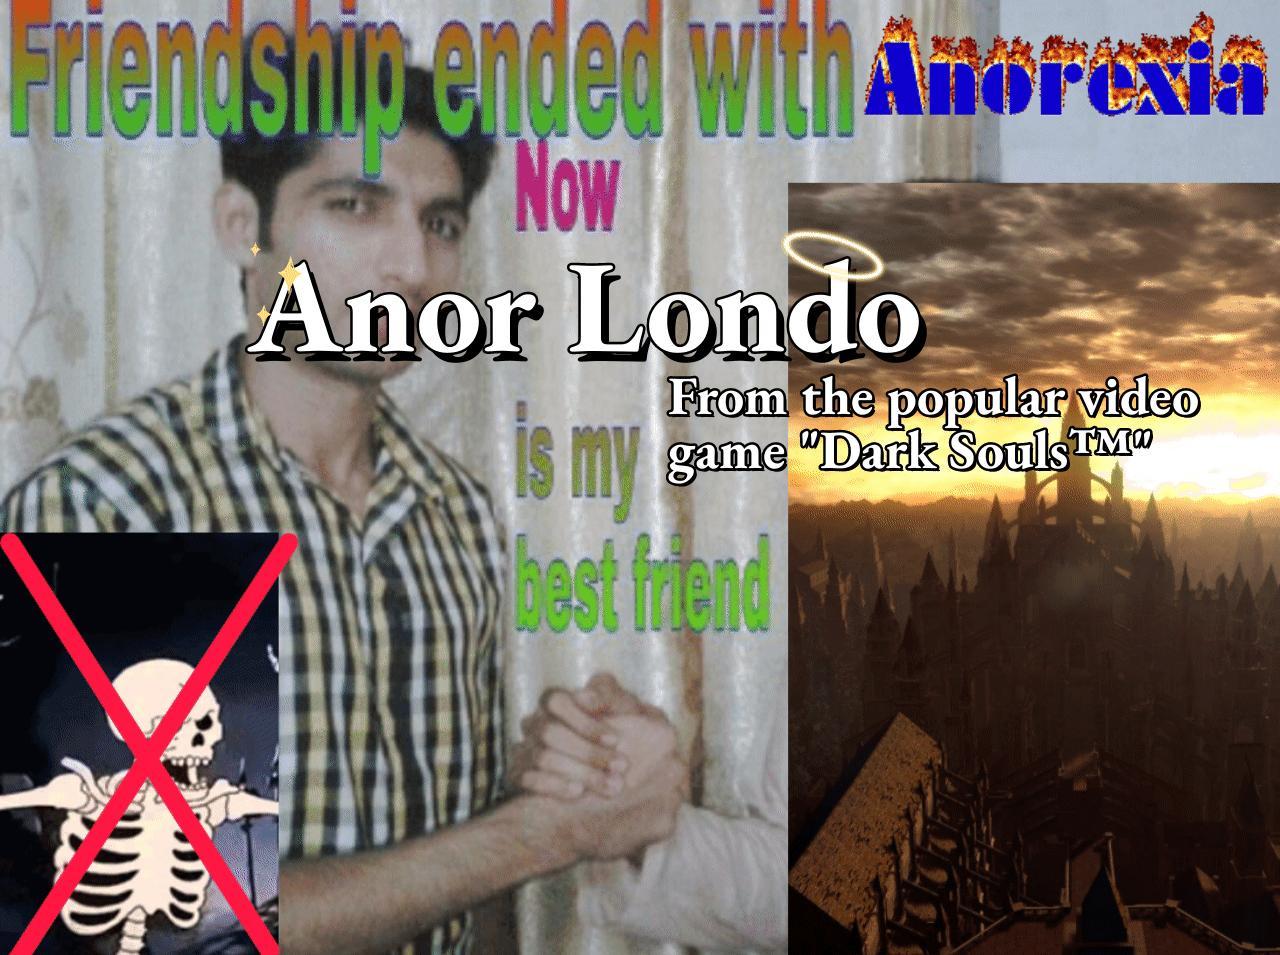 Friendship ended with Anorexia
Now
Anor Londo
From the popular video
game "Dark Souls™"
is my
best friend